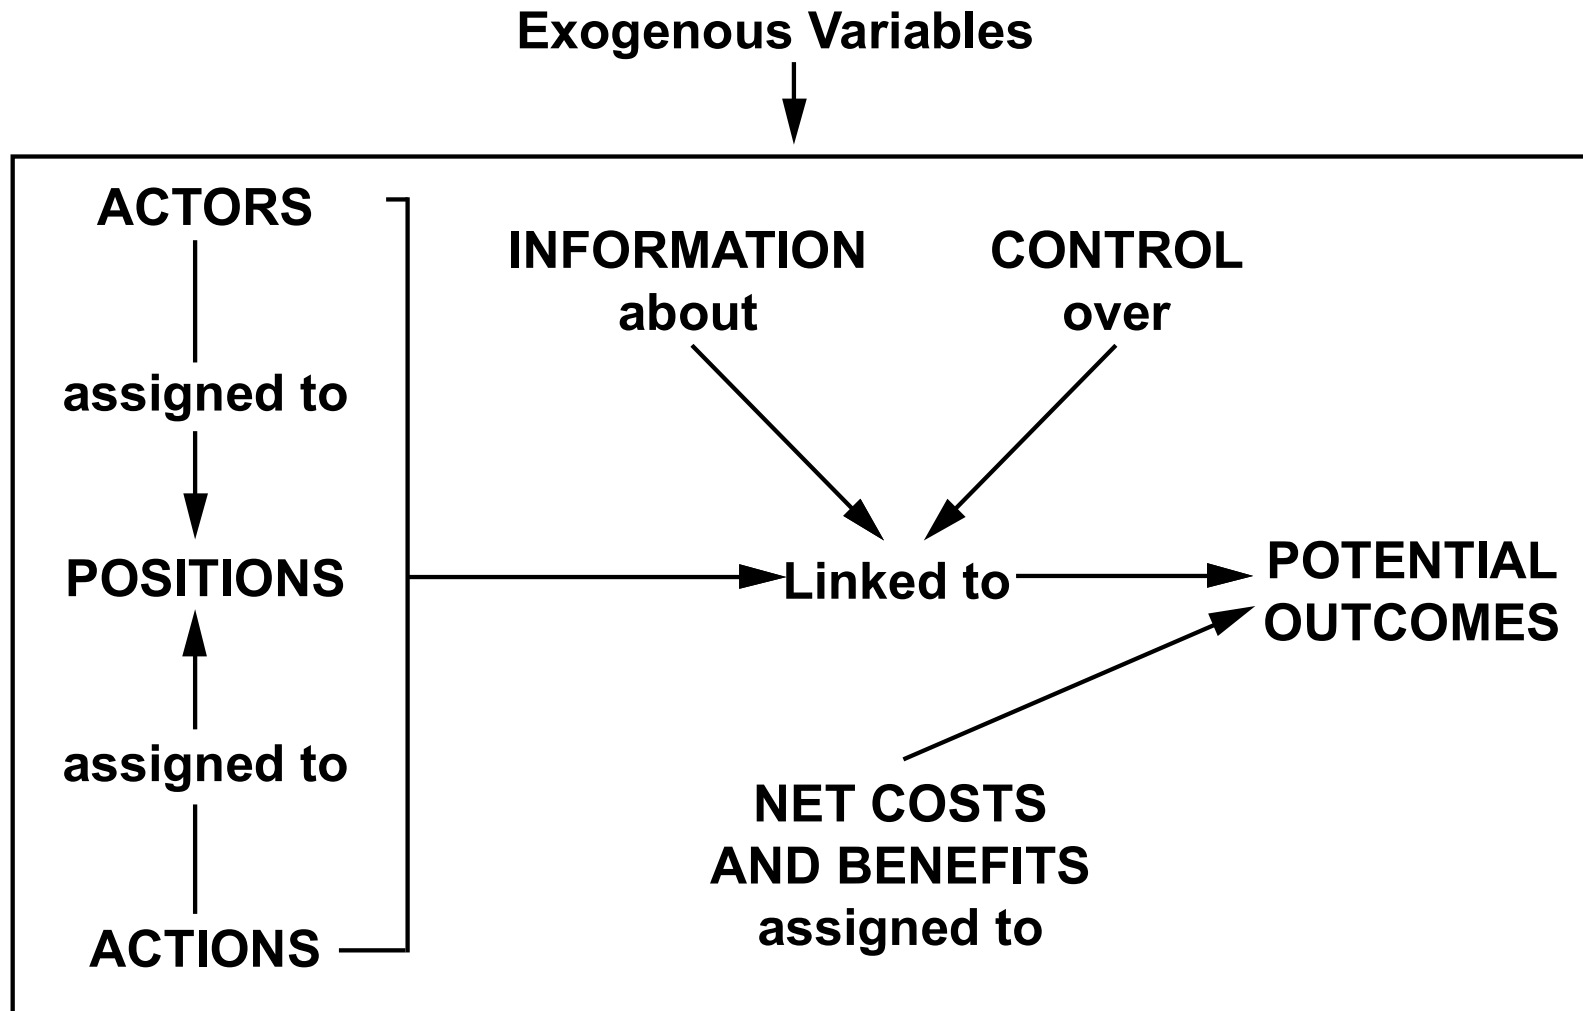 Exogenous Variables
ACTORS
assigned to
POSITIONS
assigned to
ACTIONS
INFORMATION
about
CONTROL
over
Linked to
POTENTIAL
OUTCOMES
NET COSTS
AND BENEFITS
assigned to